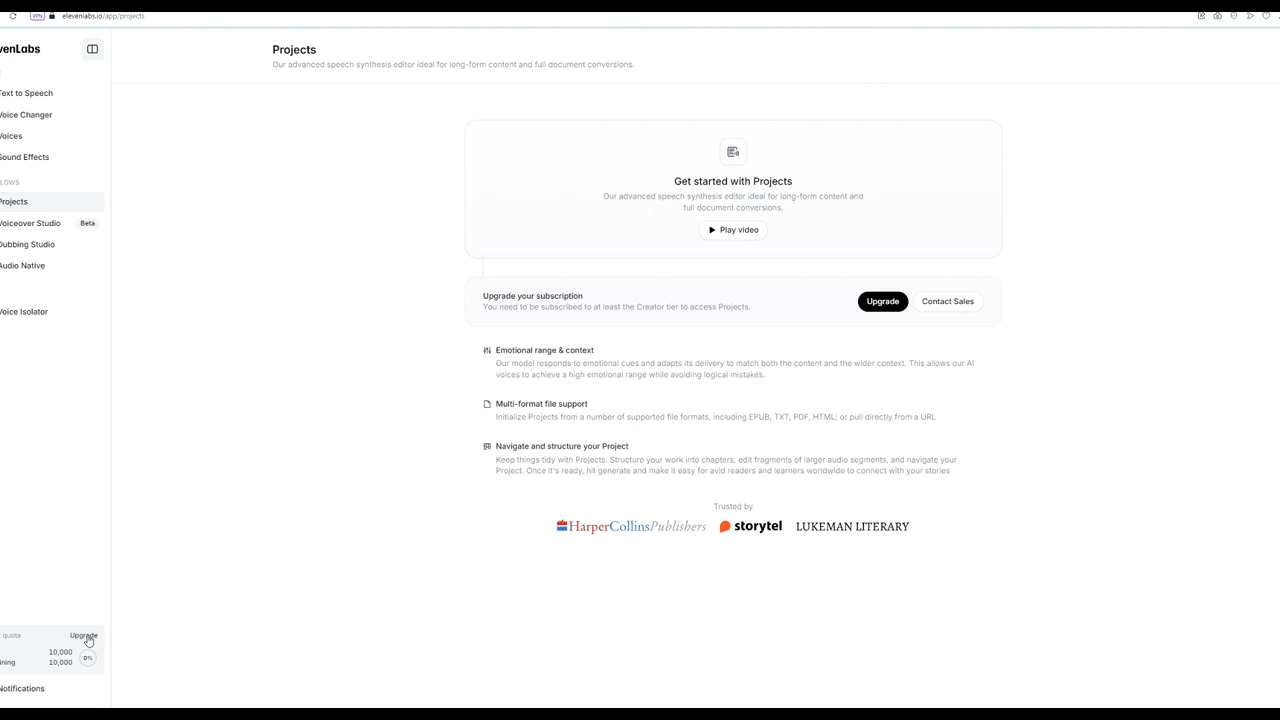 VPN
elevenlabs.io/app/projects
venLabs
Text to Speech
Voice Changer
Voices
Sound Effects
LOWS
Projects
Voiceover Studio
Beta
Dubbing Studio
Audio Native
Voice Isolator
quota
Upgrade
10,000
ining
10,000
0%
Notifications
Projects
Our advanced speech synthesis editor ideal for long-form content and full document conversions.
Get started with Projects
Our advanced speech synthesis editor ideal for long-form content and
full document conversions.
Play video
Upgrade your subscription
You need to be subscribed to at least the Creator tier to access Projects.
Upgrade
Contact Sales
Emotional range & context
Our model responds to emotional cues and adapts its delivery to match both the content and the wider context. This allows our AI
voices to achieve a high emotional range while avoiding logical mistakes.
Multi-format file support
Initialize Projects from a number of supported file formats, including EPUB, TXT, PDF, HTML; or pull directly from a URL
Navigate and structure your Project
Keep things tidy with Projects. Structure your work into chapters, edit fragments of larger audio segments, and navigate your
Project. Once it's ready, hit generate and make it easy for avid readers and learners worldwide to connect with your stories
Trusted by
HarperCollinsPublishers
storytel
LUKEMAN LITERARY